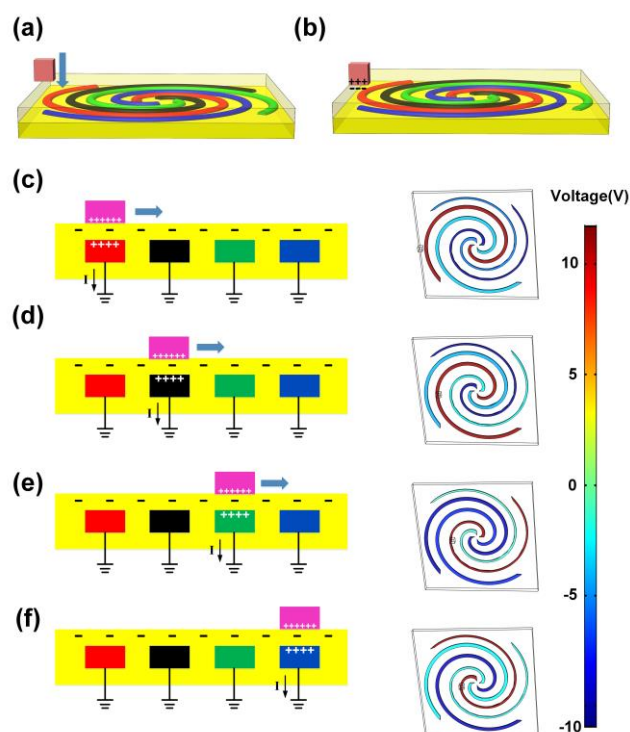 (a)
(b)
+++
---
(c)
++++++
- - - - - - - - -
++++
I
(d)
++++++
- - - - - - - - -
++++
I
(e)
++++++
- - - - - - - - -
++++
I
(f)
++++++
- - - - - - - - -
++++
I
Voltage(V)
10
5
0
-5
-10